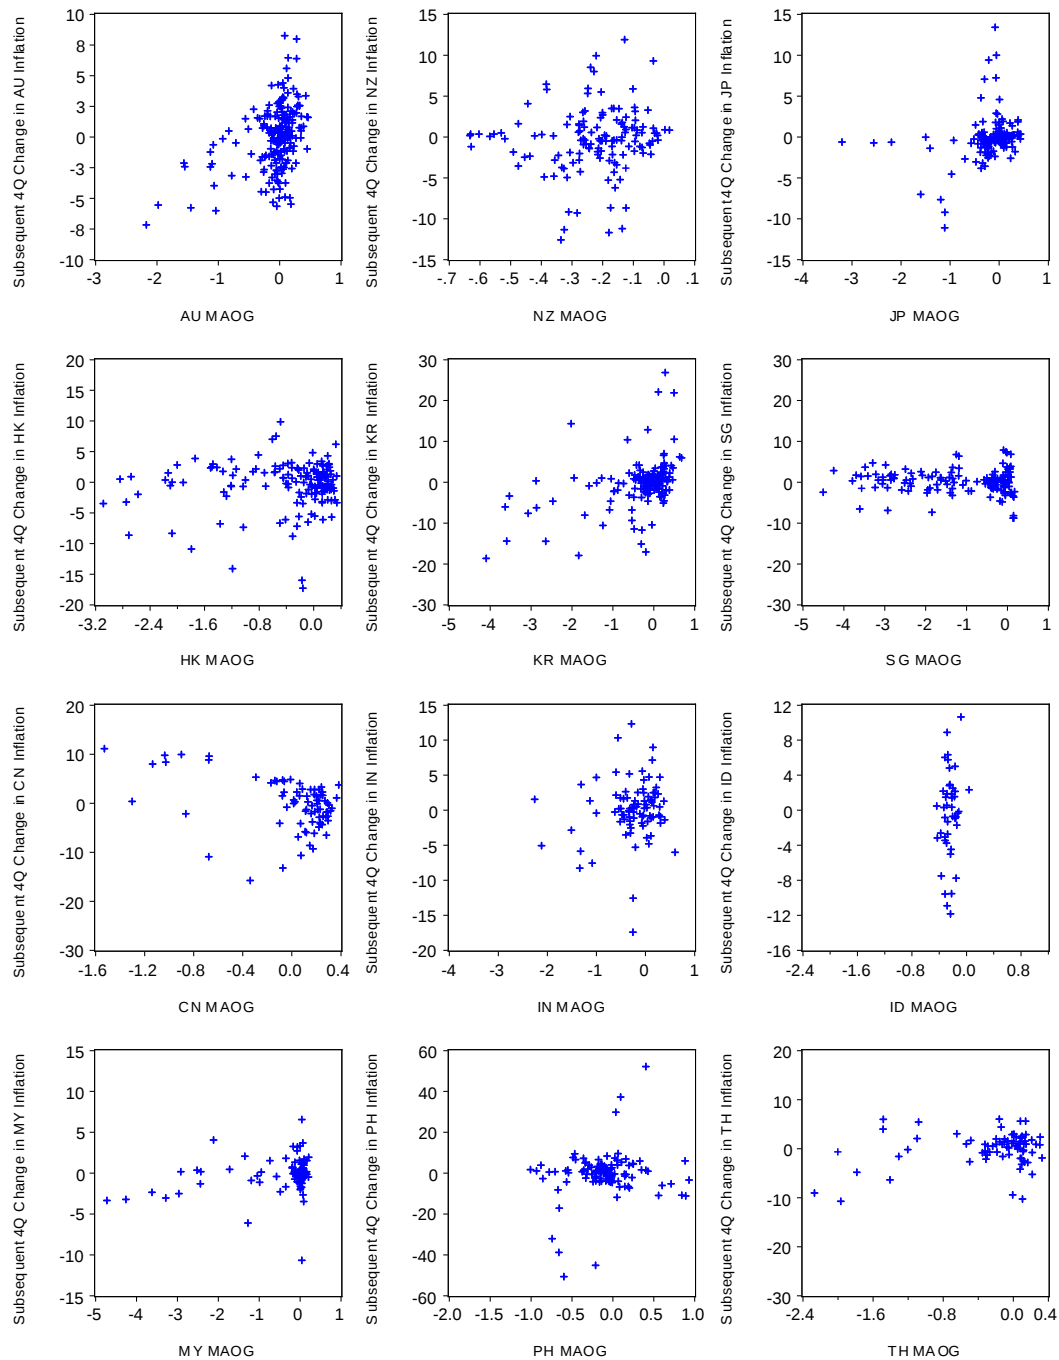 Subsequent 4Q Change in AU Inflation
10
8
5
3
0
-3
-5
-8
-10
-3 -2 -1 0 1
AU MAOG
Subsequent 4Q Change in NZ Inflation
15
10
5
0
-5
-10
-15
-.7 -.6 -.5 -.4 -.3 -.2 -.1 .0 .1
NZ MAOG
Subsequent 4Q Change in JP Inflation
15
10
5
0
-5
-10
-15
-4 -3 -2 -1 0 1
JP MAOG
Subsequent 4Q Change in HK Inflation
20
15
10
5
0
-5
-10
-15
-20
-3.2 -2.4 -1.6 -0.8 0.0
HK MAOG
Subsequent 4Q Change in KR Inflation
30
20
10
0
-10
-20
-30
-5 -4 -3 -2 -1 0 1
KR MAOG
Subsequent 4Q Change in SG Inflation
30
20
10
0
-10
-20
-30
-5 -4 -3 -2 -1 0 1
SG MAOG
Subsequent 4Q Change in CN Inflation
20
10
0
-10
-20
-30
-1.6 -1.2 -0.8 -0.4 0.0 0.4
CN MAOG
Subsequent 4Q Change in IN Inflation
15
10
5
0
-5
-10
-15
-20
-4 -3 -2 -1 0 1
IN MAOG
Subsequent 4Q Change in ID Inflation
12
8
4
0
-4
-8
-12
-16
-2.4 -1.6 -0.8 0.0 0.8
ID MAOG
Subsequent 4Q Change in MY Inflation
15
10
5
0
-5
-10
-15
-5 -4 -3 -2 -1 0 1
MY MAOG
Subsequent 4Q Change in PH Inflation
60
40
20
0
-20
-40
-60
-2.0 -1.5 -1.0 -0.5 0.0 0.5 1.0
PH MAOG
Subsequent 4Q Change in TH Inflation
20
10
0
-10
-20
-30
-2.4 -1.6 -0.8 0.0 0.4
TH MAOG